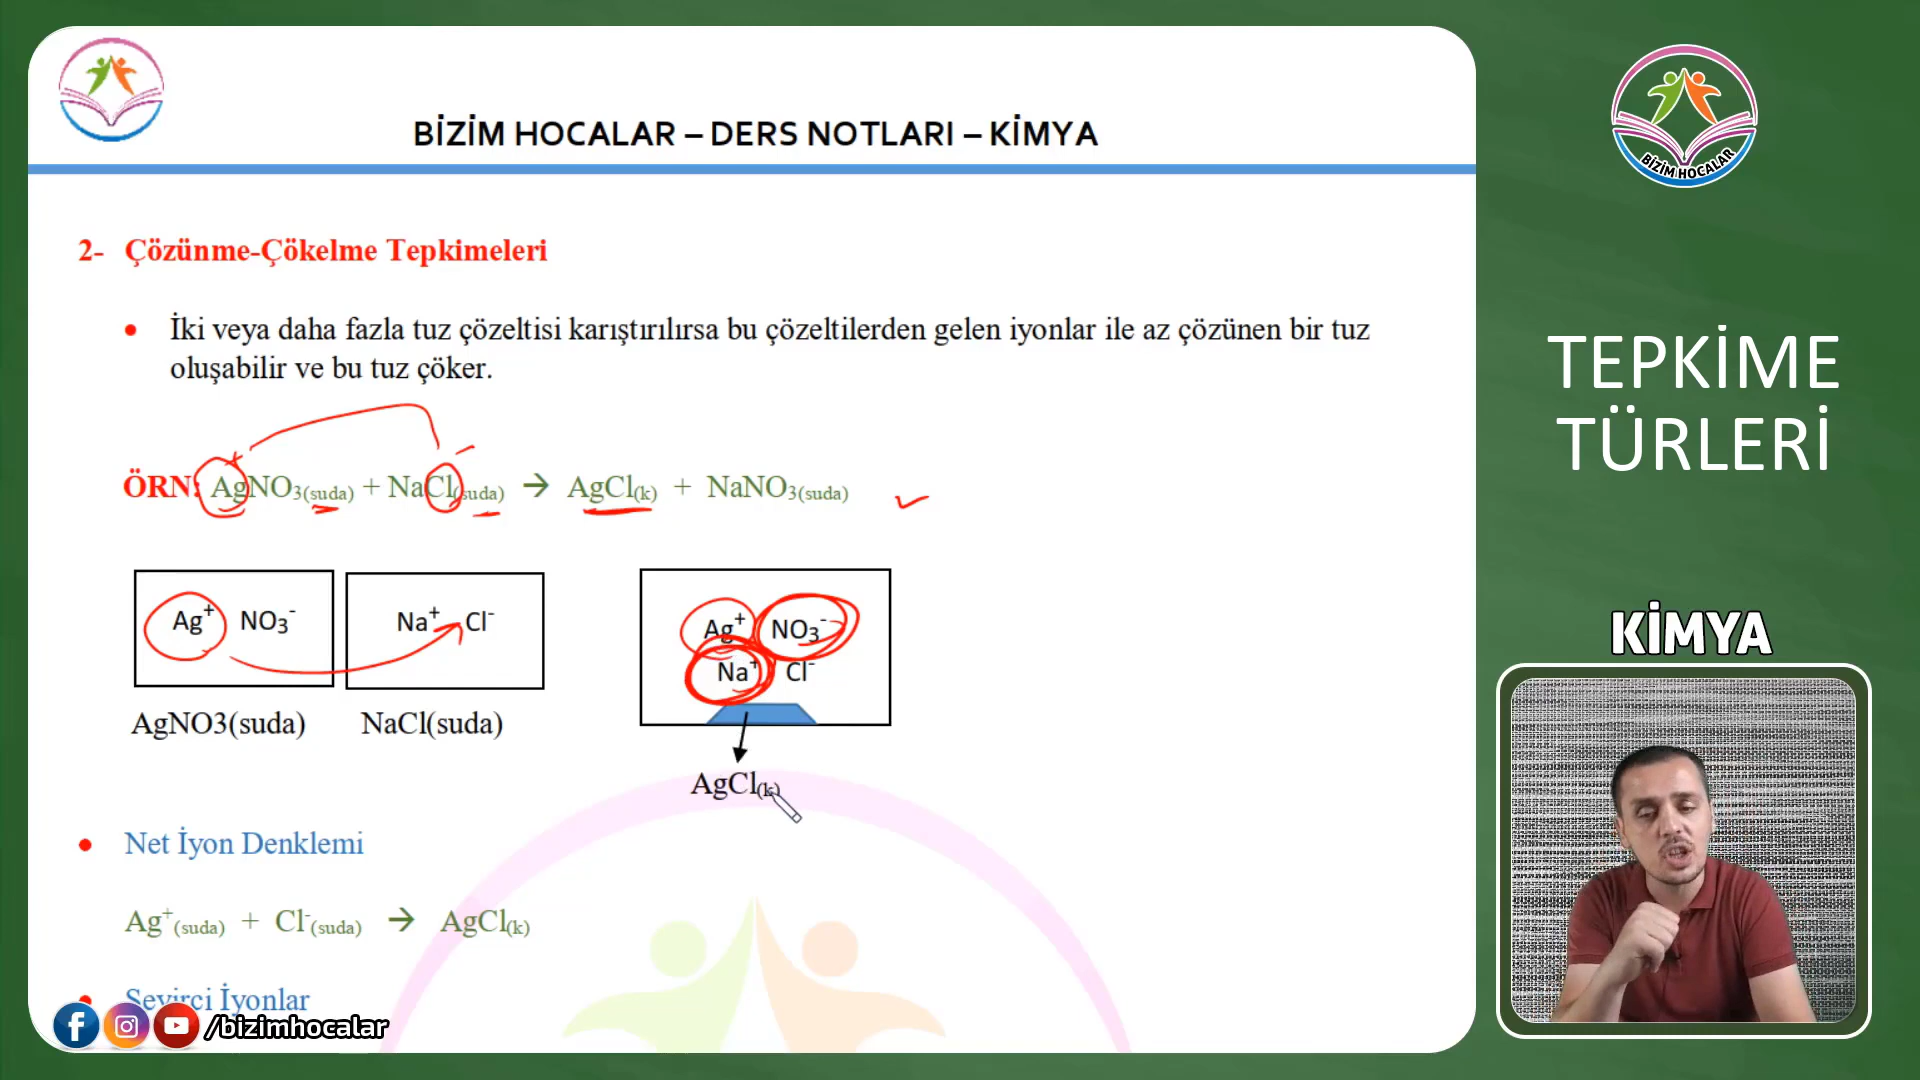 BİZİM HOCALAR – DERS NOTLARI – KİMYA
BİZİM HOCALAR
2- Çözünme-Çökelme Tepkimeleri
• İki veya daha fazla tuz çözeltisi karıştırılırsa bu çözeltilerden gelen iyonlar ile az çözünen bir tuz
oluşabilir ve bu tuz çöker.
ÖRN: AgNO₃(suda) + NaCl(suda) → AgCl(k) + NaNO₃(suda)
Ag⁺ NO₃⁻
Na⁺ Cl⁻
Ag⁺ NO₃⁻
Na⁺ Cl⁻
AgNO3(suda)
NaCl(suda)
AgCl(k)
• Net İyon Denklemi
Ag⁺(suda) + Cl⁻(suda) → AgCl(k)
• Seyirci İyonlar
/bizimhocalar
TEPKİME
TÜRLERİ
KİMYA